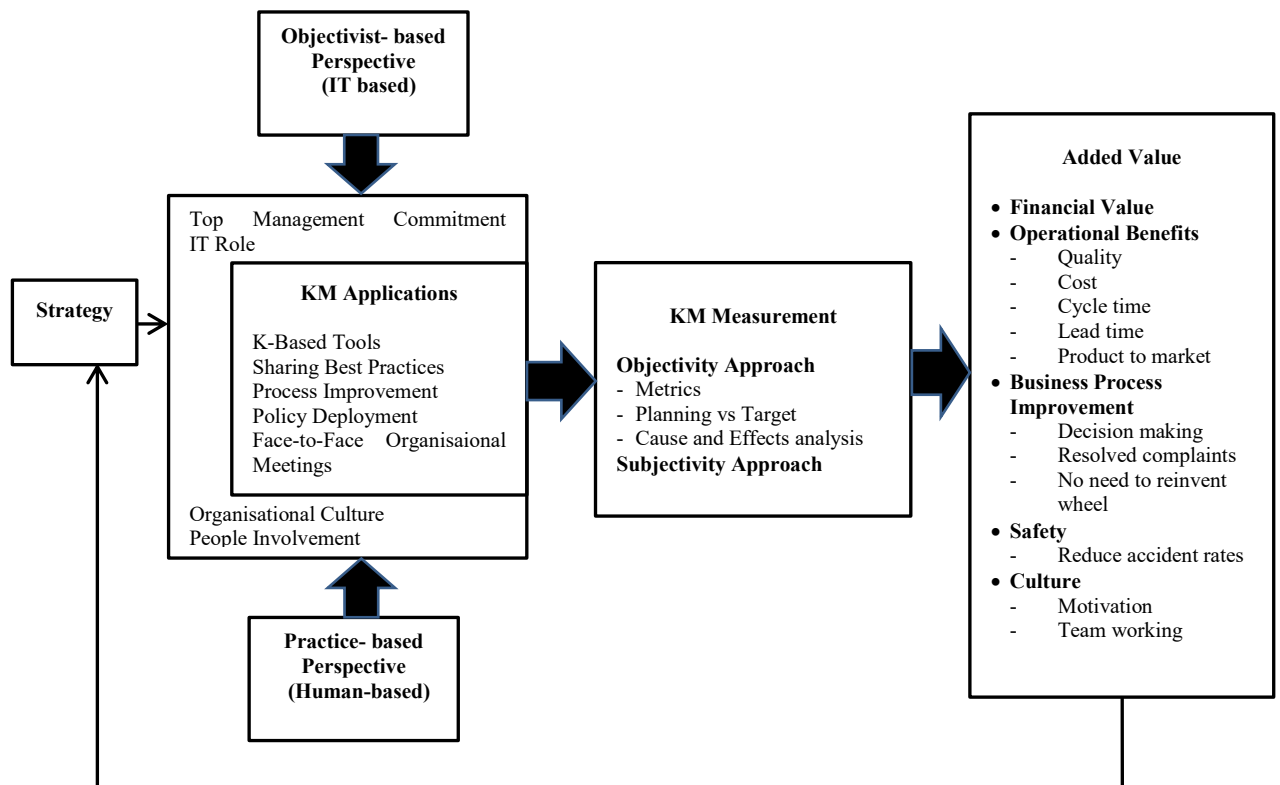 Objectivist- based
Perspective
(IT based)
Top Management Commitment
IT Role
KM Applications
K-Based Tools
Sharing Best Practices
Process Improvement
Policy Deployment
Face-to-Face Organisaional
Meetings
Organisational Culture
People Involvement
Strategy
Practice- based
Perspective
(Human-based)
KM Measurement
Objectivity Approach
- Metrics
- Planning vs Target
- Cause and Effects analysis
Subjectivity Approach
Added Value
• Financial Value
• Operational Benefits
- Quality
- Cost
- Cycle time
- Lead time
- Product to market
• Business Process
Improvement
- Decision making
- Resolved complaints
- No need to reinvent
wheel
• Safety
- Reduce accident rates
• Culture
- Motivation
- Team working